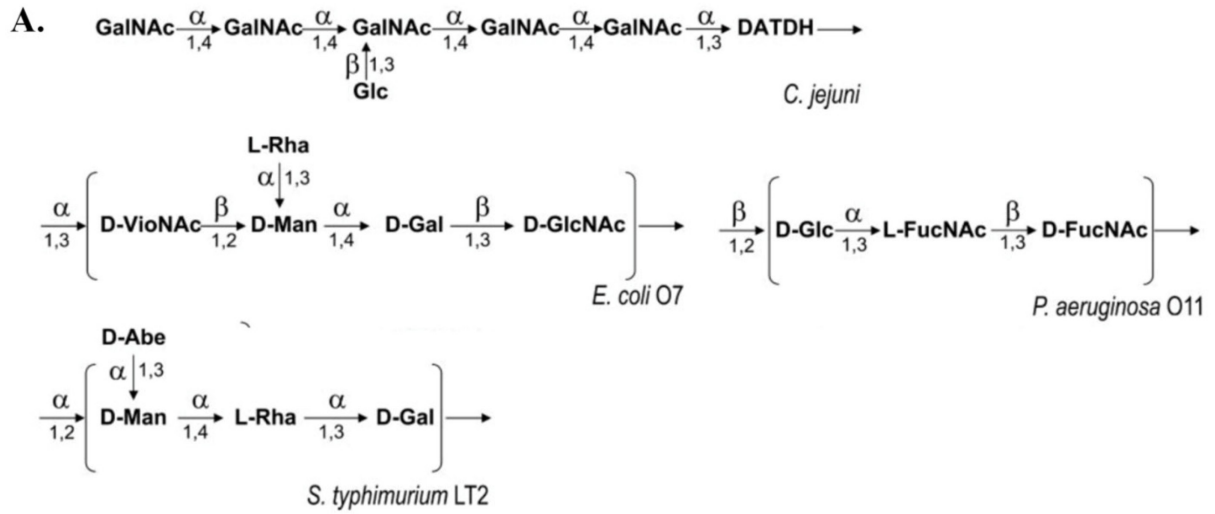 A.
GalNAc α 1,4 GalNAc α 1,4 GalNAc α 1,4 GalNAc α 1,4 GalNAc α 1,3 DATDH
β 1,3
Glc
C. jejuni
L-Rha
α 1,3
α 1,3 D-VioNAc β 1,2 D-Man α 1,4 D-Gal β 1,3 D-GlcNAc
E. coli O7
β 1,2 D-Glc α 1,3 L-FucNAc β 1,3 D-FucNAc
P. aeruginosa O11
D-Abe
α 1,3
α 1,2 D-Man α 1,4 L-Rha α 1,3 D-Gal
S. typhimurium LT2